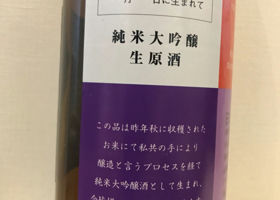 月　日に生まれて
純米大吟醸
生原酒
この品は昨年秋に収穫された
お米にて私共の手により
醸造と言うプロセスを経て
純米大吟醸酒として生まれ、